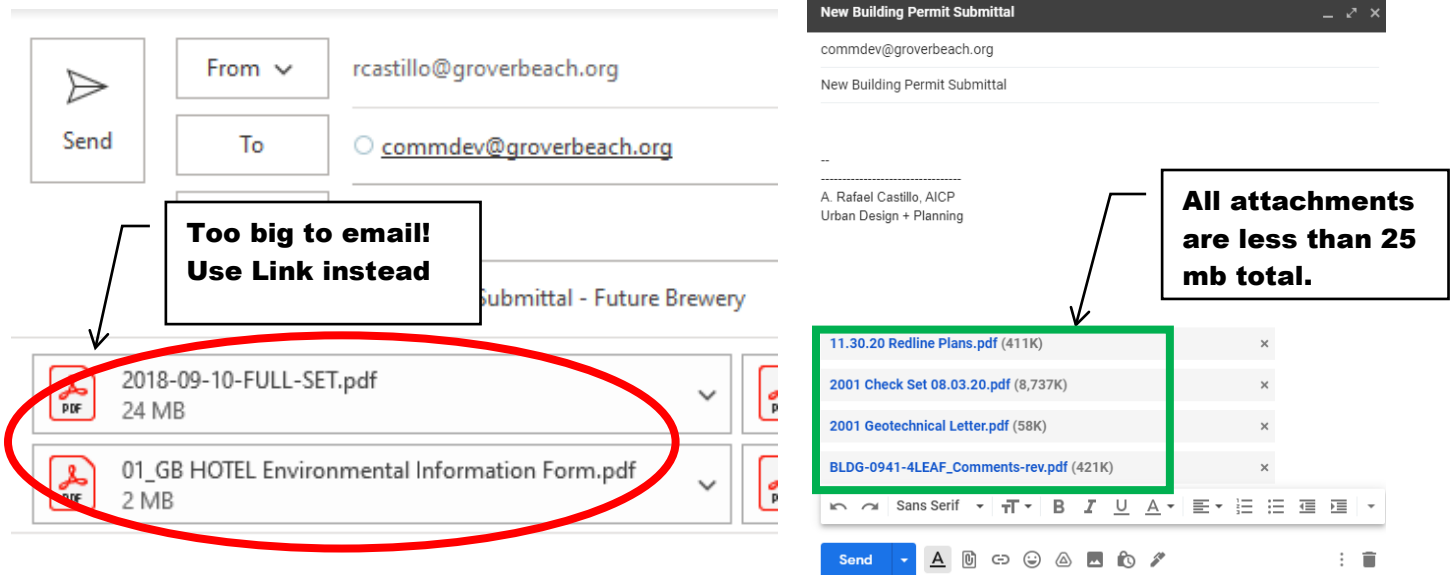 From
rcastillo@groverbeach.org
Send
To
commdev@groverbeach.org
Too big to email!
Use Link instead
Submittal - Future Brewery
PDF
2018-09-10-FULL-SET.pdf
24 MB
PDF
01_GB HOTEL Environmental Information Form.pdf
2 MB
New Building Permit Submittal
commdev@groverbeach.org
New Building Permit Submittal
--
---------------------------------
A. Rafael Castillo, AICP
Urban Design + Planning
All attachments
are less than 25
mb total.
11.30.20 Redline Plans.pdf (411K)
2001 Check Set 08.03.20.pdf (8,737K)
2001 Geotechnical Letter.pdf (58K)
BLDG-0941-4LEAF_Comments-rev.pdf (421K)
Sans Serif
Send